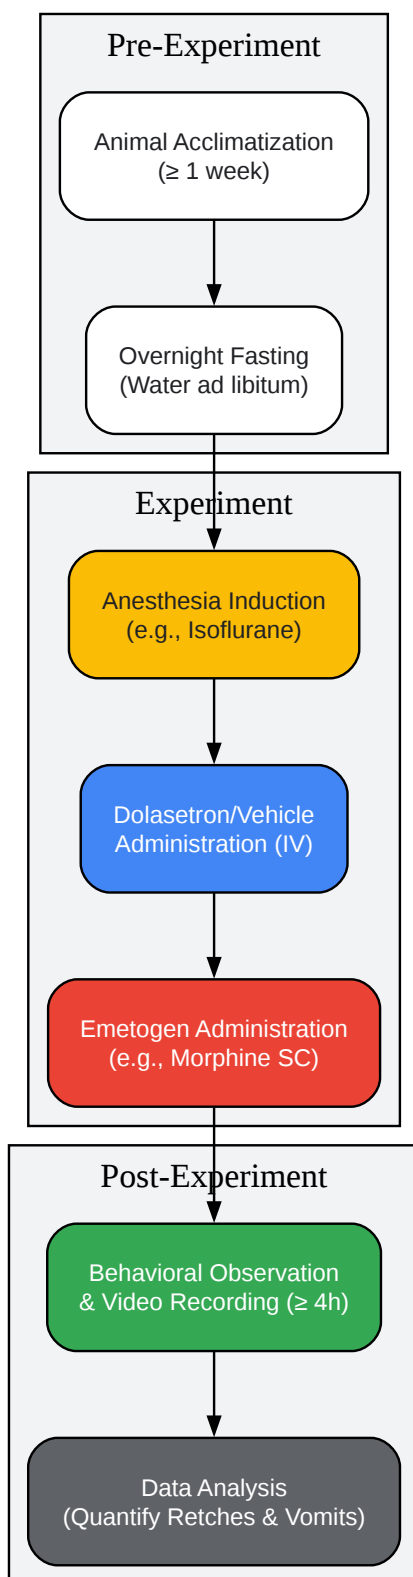 Pre-Experiment
Animal Acclimatization
(≥ 1 week)
Overnight Fasting
(Water ad libitum)
Experiment
Anesthesia Induction
(e.g., Isoflurane)
Dolasetron/Vehicle
Administration (IV)
Emetogen Administration
(e.g., Morphine SC)
Post-Experiment
Behavioral Observation
& Video Recording (≥ 4h)
Data Analysis
(Quantify Retches & Vomits)